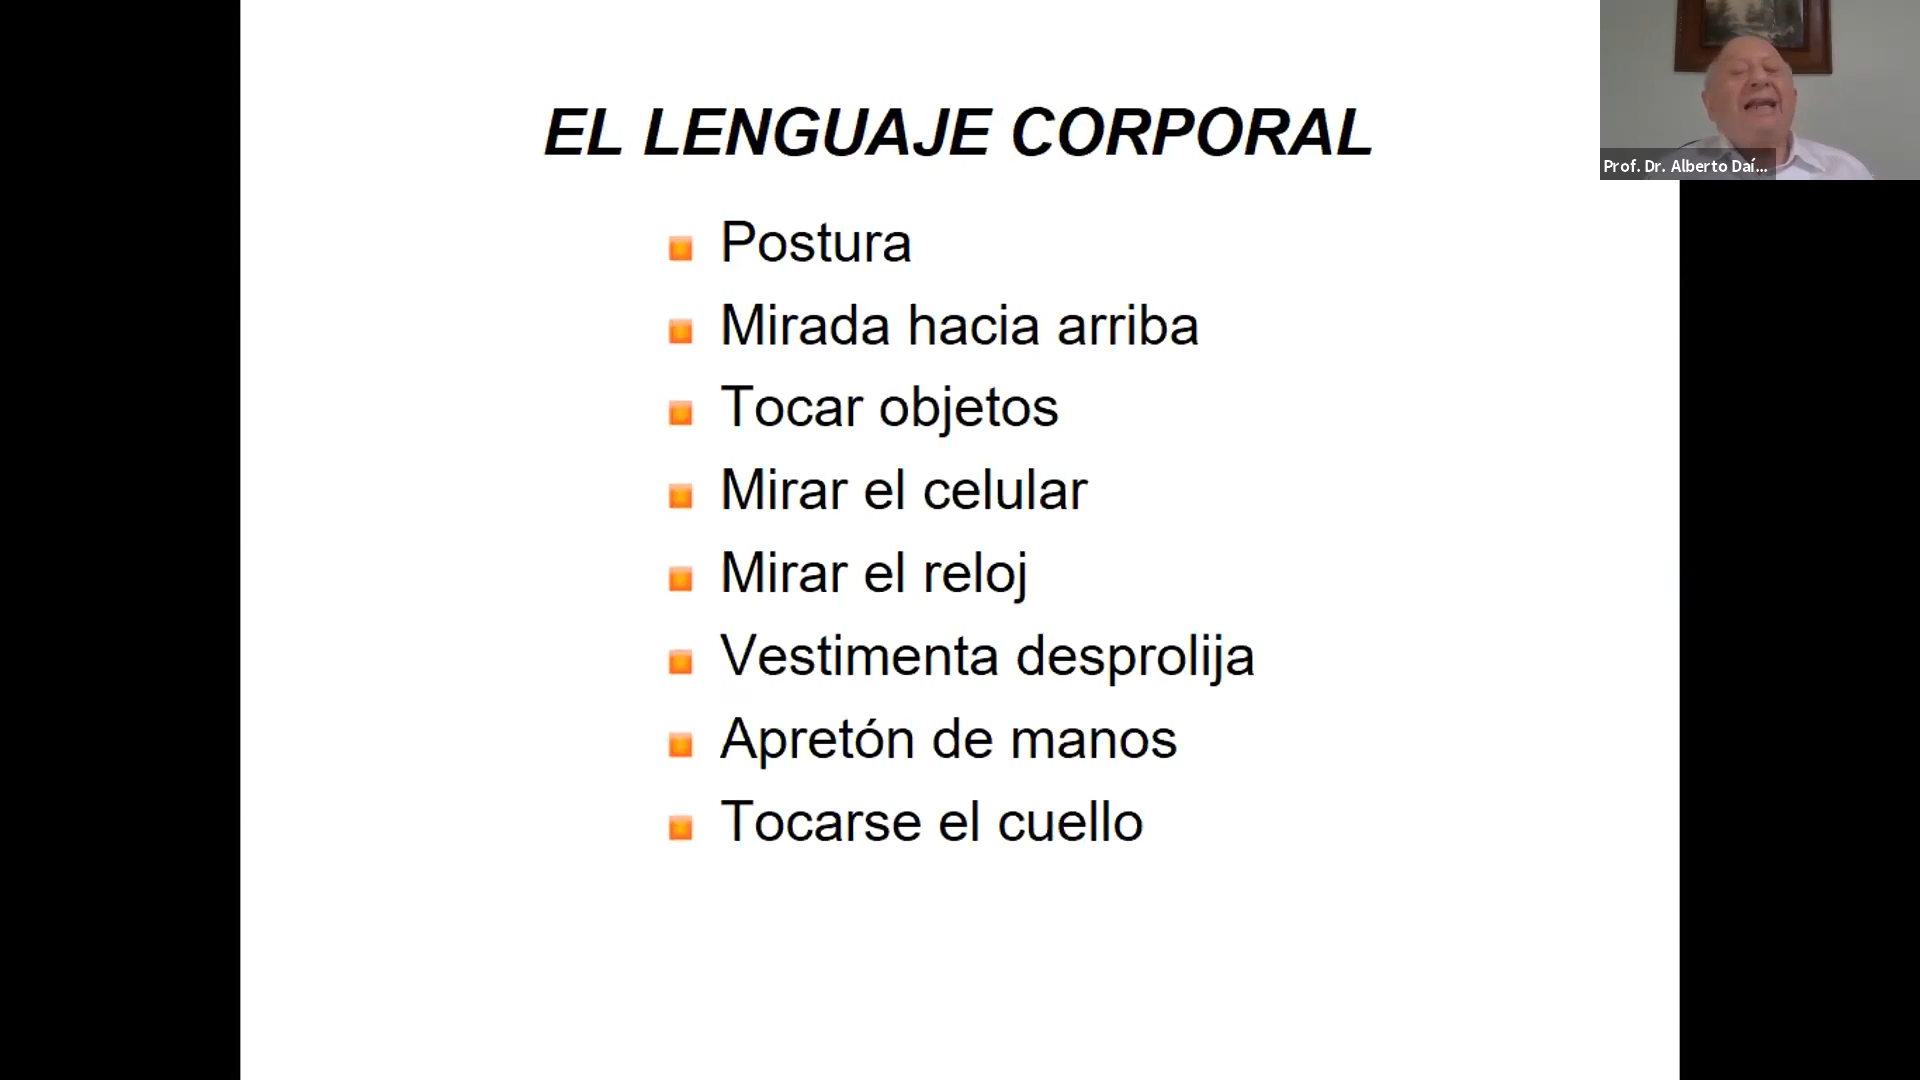 EL LENGUAJE CORPORAL
Postura
Mirada hacia arriba
Tocar objetos
Mirar el celular
Mirar el reloj
Vestimenta desprolija
Apretón de manos
Tocarse el cuello
Prof. Dr. Alberto Daí...